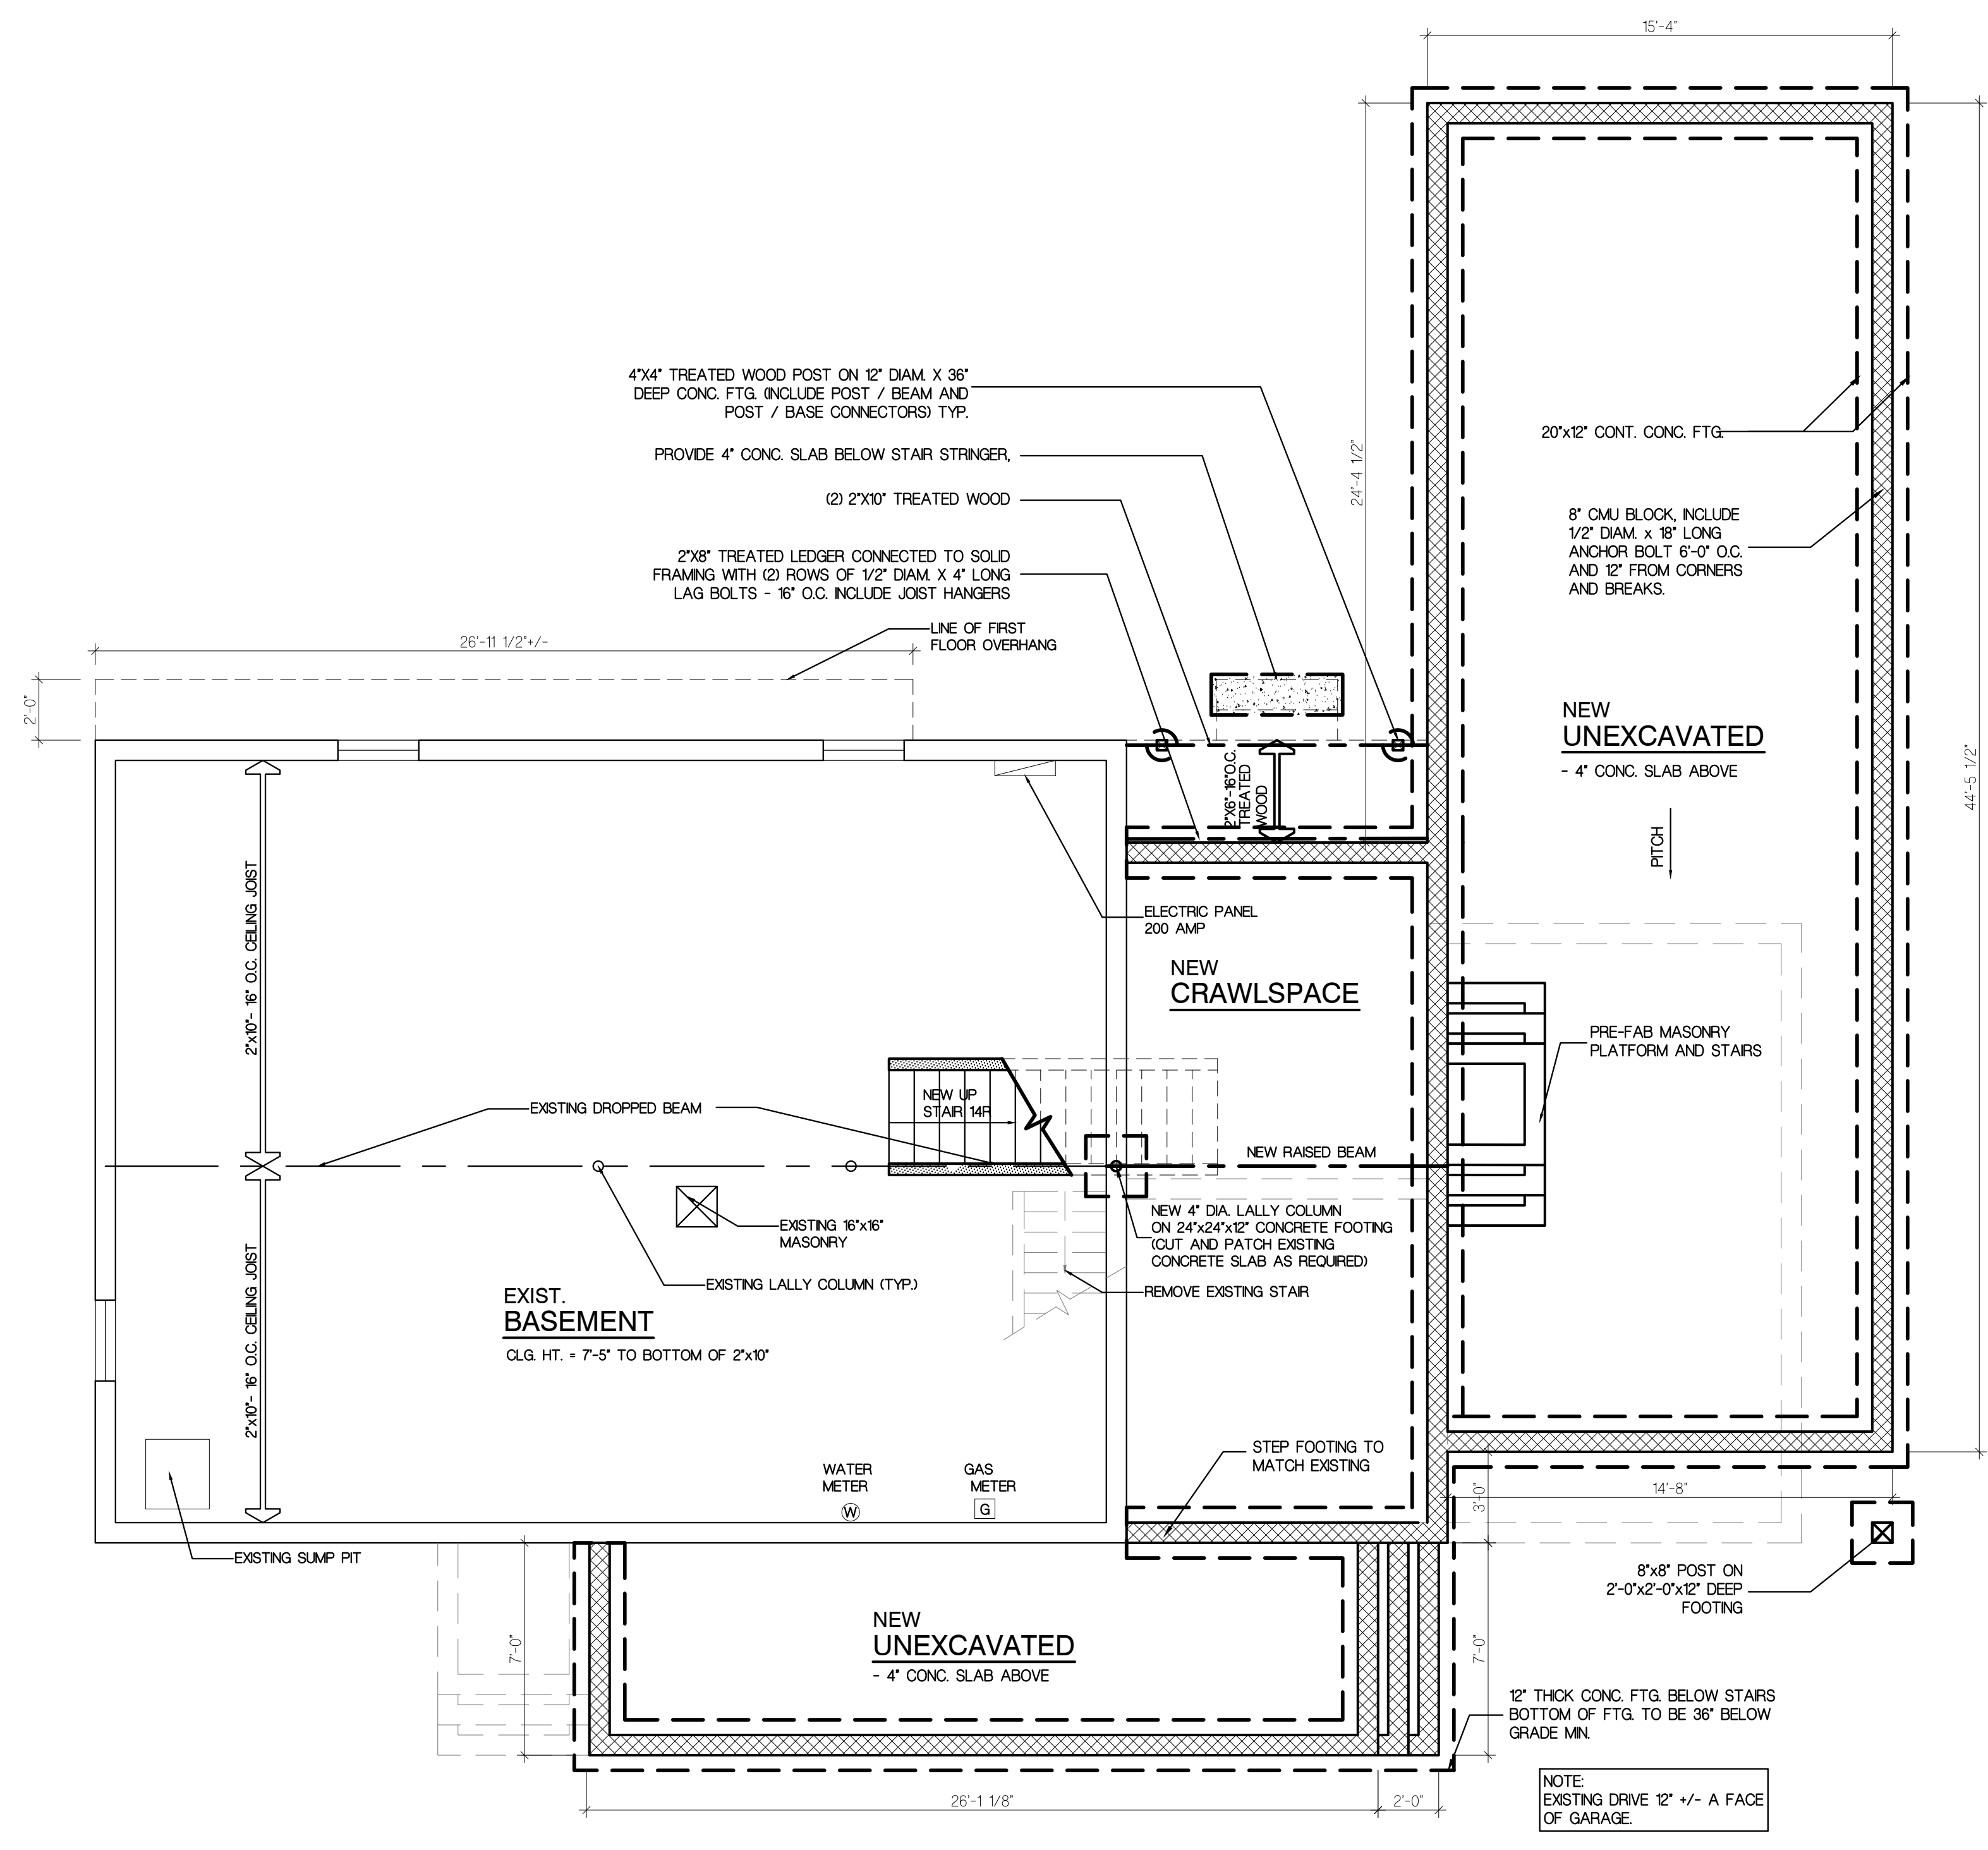 15'-4"
4"X4" TREATED WOOD POST ON 12" DIAM. X 36"
DEEP CONC. FTG. (INCLUDE POST / BEAM AND
POST / BASE CONNECTORS) TYP.
PROVIDE 4" CONC. SLAB BELOW STAIR STRINGER,
(2) 2"X10" TREATED WOOD
2"X8" TREATED LEDGER CONNECTED TO SOLID
FRAMING WITH (2) ROWS OF 1/2" DIAM. X 4" LONG
LAG BOLTS - 16" O.C. INCLUDE JOIST HANGERS
LINE OF FIRST
FLOOR OVERHANG
26'-11 1/2"+/-
2'-0"
24'-4 1/2"
20"x12" CONT. CONC. FTG.
8" CMU BLOCK, INCLUDE
1/2" DIAM. x 18" LONG
ANCHOR BOLT 6'-0" O.C.
AND 12" FROM CORNERS
AND BREAKS.
NEW
UNEXCAVATED
- 4" CONC. SLAB ABOVE
44'-5 1/2"
PITCH
2"X6"-16"O.C.
TREATED
WOOD
2"x10"- 16" O.C. CEILING JOIST
ELECTRIC PANEL
200 AMP
NEW
CRAWLSPACE
PRE-FAB MASONRY
PLATFORM AND STAIRS
NEW UP
STAIR 14R
EXISTING DROPPED BEAM
NEW RAISED BEAM
NEW 4" DIA. LALLY COLUMN
ON 24"x24"x12" CONCRETE FOOTING
(CUT AND PATCH EXISTING
CONCRETE SLAB AS REQUIRED)
EXISTING 16"x16"
MASONRY
EXISTING LALLY COLUMN (TYP.)
REMOVE EXISTING STAIR
EXIST.
BASEMENT
CLG. HT. = 7'-5" TO BOTTOM OF 2"x10"
2"x10"- 16" O.C. CEILING JOIST
STEP FOOTING TO
MATCH EXISTING
WATER
METER
W
GAS
METER
G
EXISTING SUMP PIT
3'-0"
14'-8"
8"x8" POST ON
2'-0"x2'-0"x12" DEEP
FOOTING
7'-0"
NEW
UNEXCAVATED
- 4" CONC. SLAB ABOVE
7'-0"
12" THICK CONC. FTG. BELOW STAIRS
BOTTOM OF FTG. TO BE 36" BELOW
GRADE MIN.
26'-1 1/8"
2'-0"
NOTE:
EXISTING DRIVE 12" +/- A FACE
OF GARAGE.